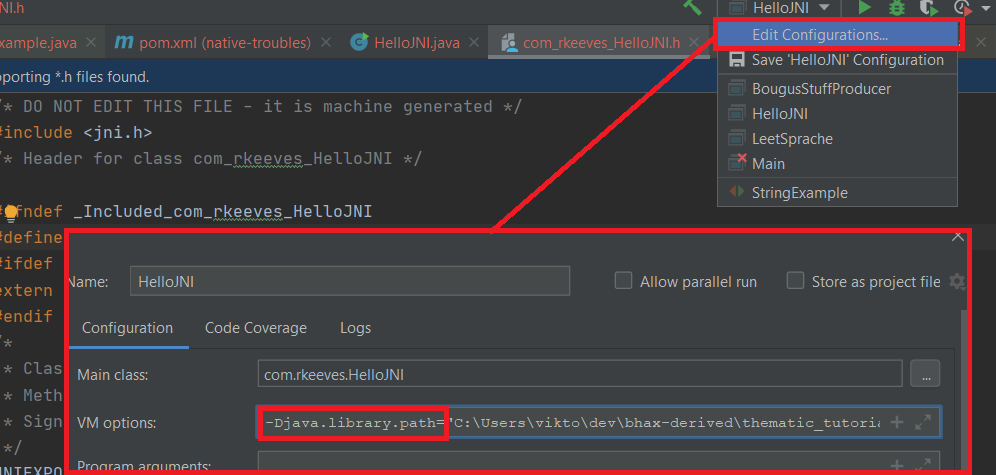 NI.h
HelloJNI
example.java
pom.xml (native-troubles)
HelloJNI.java
com_rkeeves_HelloJNI.h
Edit Configurations...
porting *.h files found.
Save 'HelloJNI' Configuration
BougusStuffProducer
HelloJNI
LeetSprache
Main
StringExample
/* DO NOT EDIT THIS FILE - it is machine generated */
#include <jni.h>
/* Header for class com_rkeeves_HelloJNI */
#ifndef _Included_com_rkeeves_HelloJNI
#define
#ifdef
extern
#endif
/*
* Clas
* Meth
* Sign
*/
JNIEXPO
Name:
HelloJNI
Allow parallel run
Store as project file
Configuration
Code Coverage
Logs
Main class:
com.rkeeves.HelloJNI
...
VM options:
-Djava.library.path="C:\Users\vikto\dev\bhax-derived\thematic_tutoria
Program arguments: